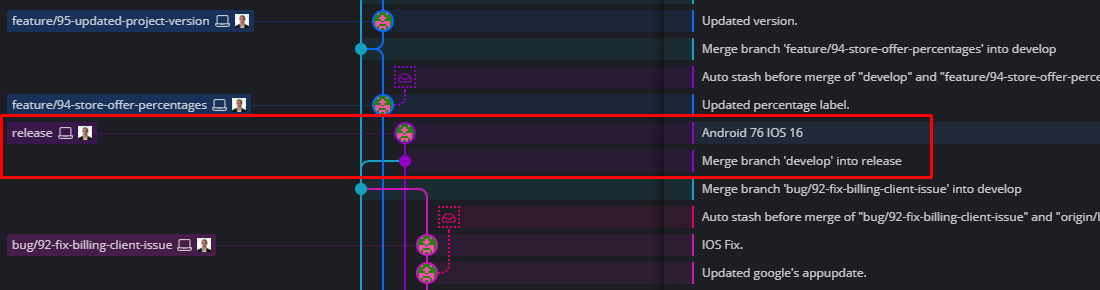 feature/95-updated-project-version Updated version.
Merge branch 'feature/94-store-offer-percentages' into develop
Auto stash before merge of "develop" and "feature/94-store-offer-perce
feature/94-store-offer-percentages Updated percentage label.
release Android 76 IOS 16
Merge branch 'develop' into release
Merge branch 'bug/92-fix-billing-client-issue' into develop
Auto stash before merge of "bug/92-fix-billing-client-issue" and "origin/b
bug/92-fix-billing-client-issue IOS Fix.
Updated google's appupdate.